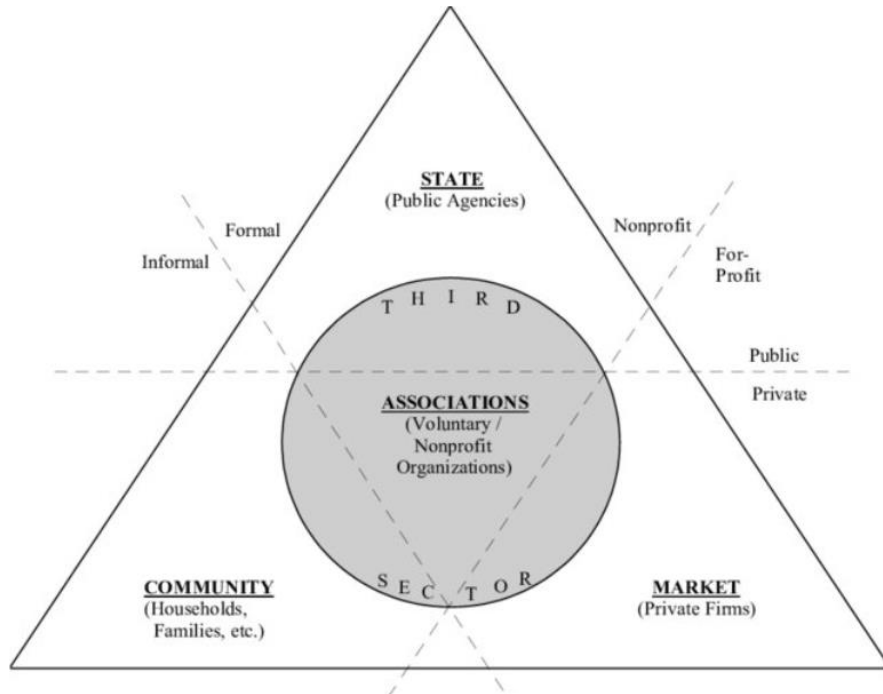 STATE
(Public Agencies)
Formal
Informal
Nonprofit
For-
Profit
THIRD
Public
Private
ASSOCIATIONS
(Voluntary /
Nonprofit
Organizations)
SECTOR
COMMUNITY
(Households,
Families, etc.)
MARKET
(Private Firms)